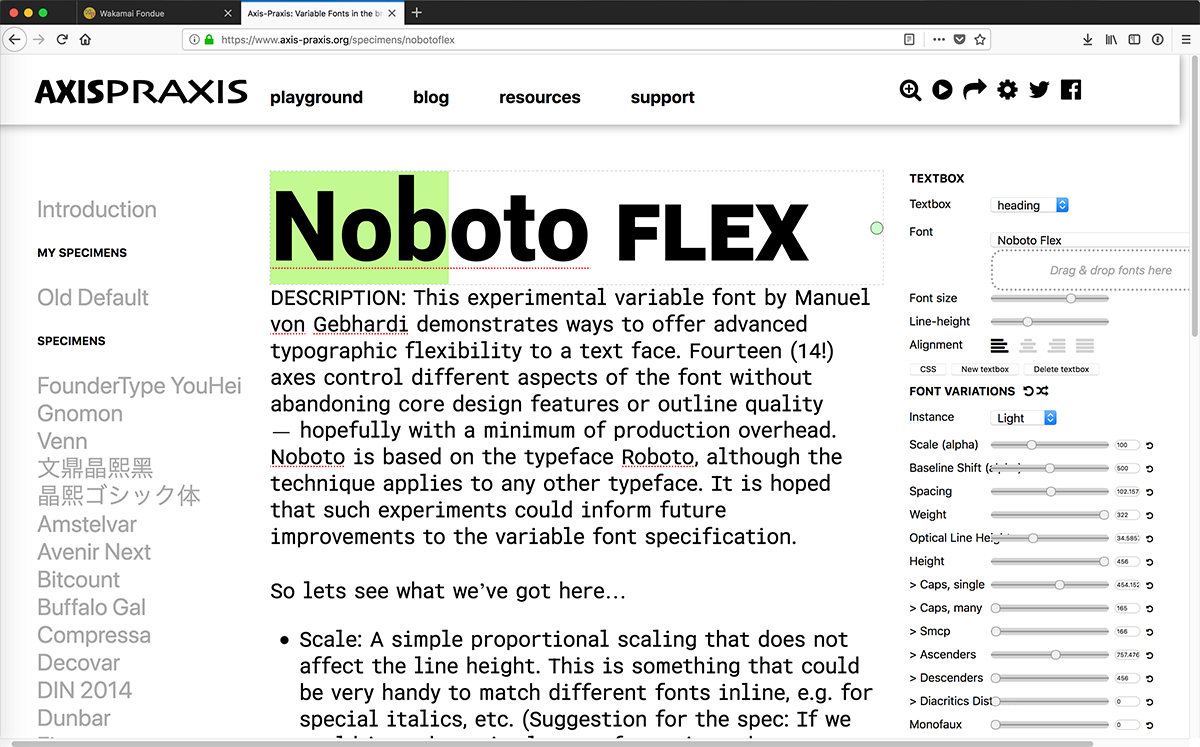 Wakamai Fondue
Axis-Praxis: Variable Fonts in the br
https://www.axis-praxis.org/specimens/nobotoflex
AXISPRAXIS
playground
blog
resources
support
Introduction
MY SPECIMENS
Old Default
SPECIMENS
FounderType YouHei
Gnomon
Venn
文鼎晶熙黑
晶熙ゴシック体
Amstelvar
Avenir Next
Bitcount
Buffalo Gal
Compressa
Decovar
DIN 2014
Dunbar
Noboto FLEX
DESCRIPTION: This experimental variable font by Manuel
von Gebhardi demonstrates ways to offer advanced
typographic flexibility to a text face. Fourteen (14!)
axes control different aspects of the font without
abandoning core design features or outline quality
— hopefully with a minimum of production overhead.
Noboto is based on the typeface Roboto, although the
technique applies to any other typeface. It is hoped
that such experiments could inform future
improvements to the variable font specification.
So lets see what we’ve got here…
• Scale: A simple proportional scaling that does not
affect the line height. This is something that could
be very handy to match different fonts inline, e.g. for
special italics, etc. (Suggestion for the spec: If we
TEXTBOX
Textbox heading
Font Noboto Flex
Drag & drop fonts here
Font size
Line-height
Alignment
CSS New textbox Delete textbox
FONT VARIATIONS
Instance Light
Scale (alpha) 100
Baseline Shift (alpha) 500
Spacing 102.157
Weight 322
Optical Line Height 34.585
Height 456
> Caps, single 454.152
> Caps, many 165
> Smcp 166
> Ascenders 757.476
> Descenders 456
> Diacritics Dist 0
Monofaux 0